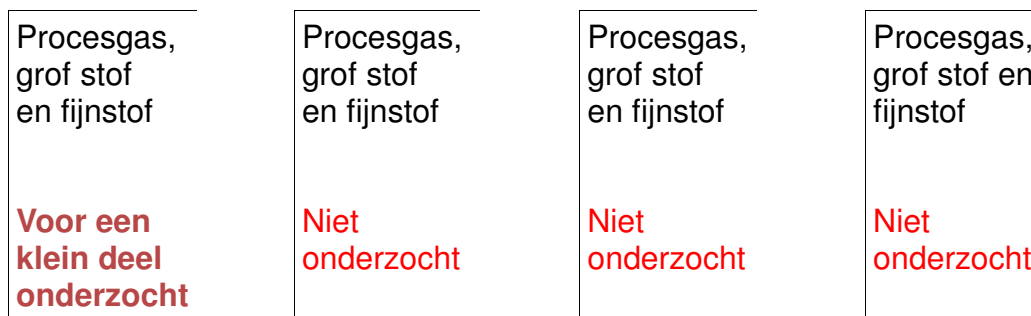 Procesgas,
grof stof
en fijnstof
Voor een
klein deel
onderzocht
Procesgas,
grof stof
en fijnstof
Niet
onderzocht
Procesgas,
grof stof
en fijnstof
Niet
onderzocht
Procesgas,
grof stof en
fijnstof
Niet
onderzocht